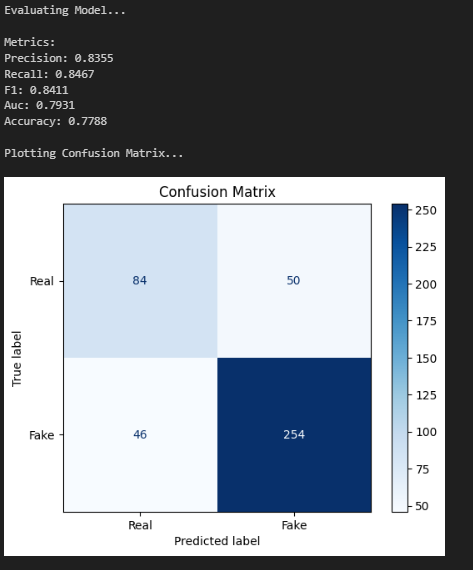 Evaluating Model...
Metrics:
Precision: 0.8355
Recall: 0.8467
F1: 0.8411
Auc: 0.7931
Accuracy: 0.7788
Plotting Confusion Matrix...
Confusion Matrix
250
225
200
175
150
125
100
75
50
True label
Real
84
50
Fake
46
254
Real
Fake
Predicted label